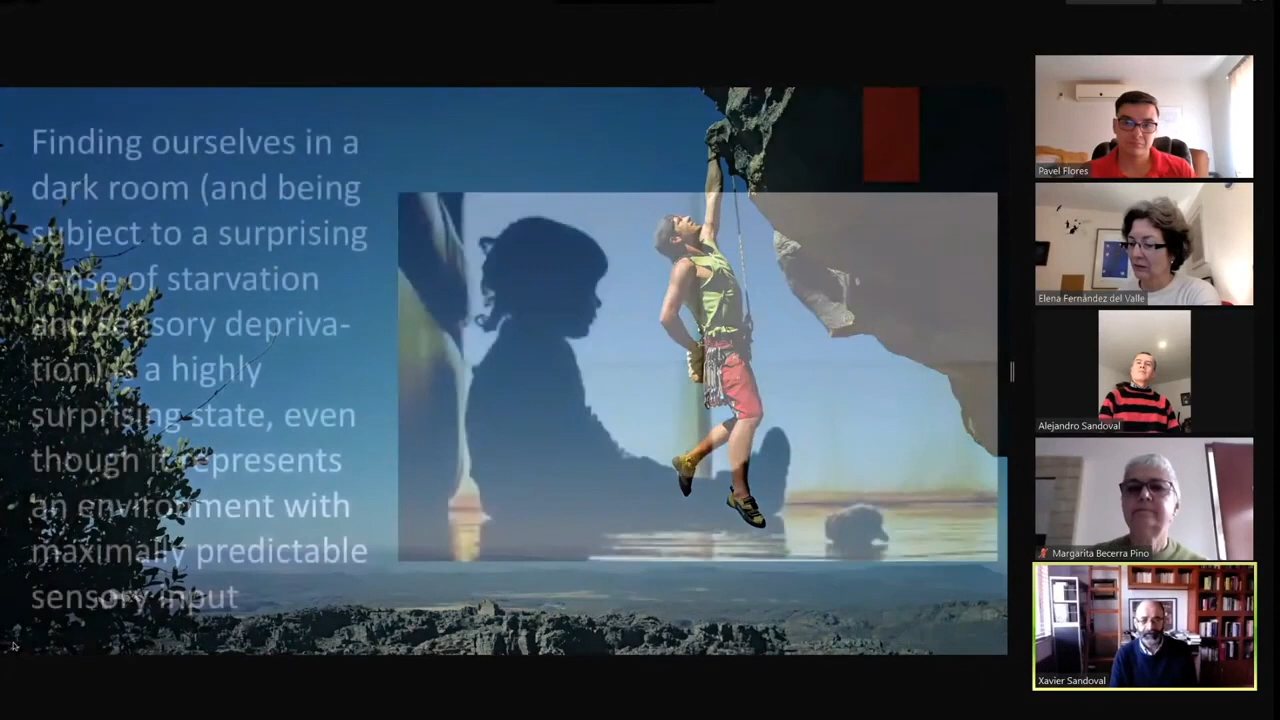 Finding ourselves in a
dark room (and being
subject to a surprising
sense of starvation
and sensory depriva-
tion) is a highly
surprising state, even
though it represents
an environment with
maximally predictable
sensory input
Pavel Flores
Elena Fernández del Valle
Alejandro Sandoval
Margarita Becerra Pino
Xavier Sandoval